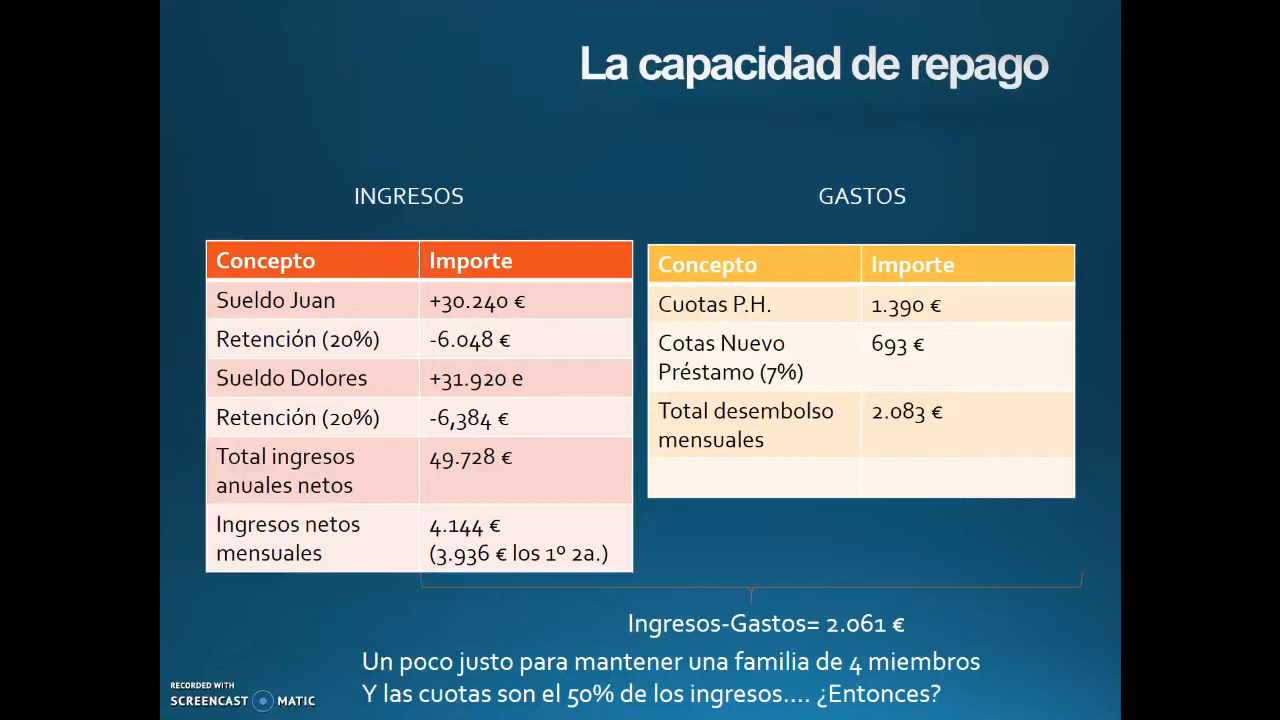 La capacidad de repago
INGRESOS
Concepto Importe
Sueldo Juan +30.240 €
Retención (20%) -6.048 €
Sueldo Dolores +31.920 e
Retención (20%) -6,384 €
Total ingresos 49.728 €
anuales netos
Ingresos netos 4.144 €
mensuales (3.936 € los 1º 2a.)
GASTOS
Concepto Importe
Cuotas P.H. 1.390 €
Cotas Nuevo 693 €
Préstamo (7%)
Total desembolso 2.083 €
mensuales
Ingresos-Gastos= 2.061 €
Un poco justo para mantener una familia de 4 miembros
Y las cuotas son el 50% de los ingresos.... ¿Entonces?
RECORDED WITH
SCREENCAST MATIC